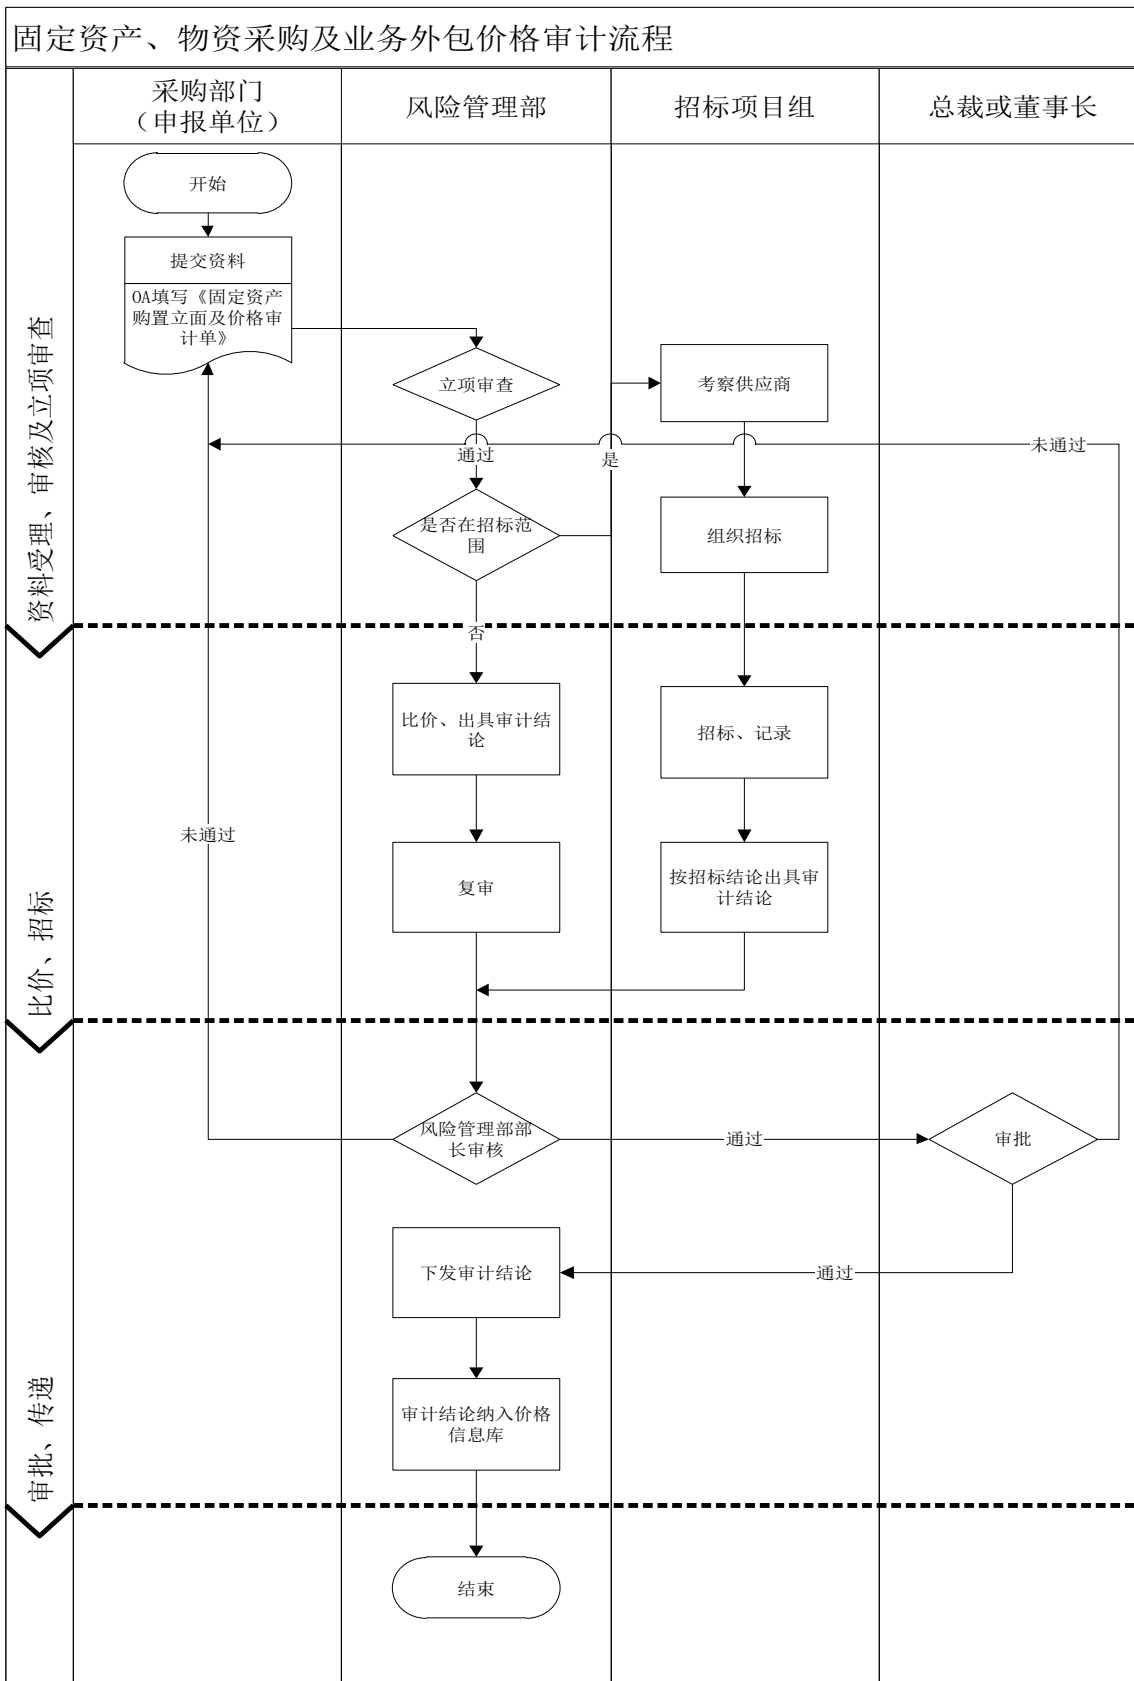 固定资产、物资采购及业务外包价格审计流程
采购部门
（申报单位）
风险管理部
招标项目组
总裁或董事长
资料受理、审核及立项审查
开始
提交资料
OA填写《固定资产
购置立面及价格审
计单》
立项审查
考察供应商
通过
是
未通过
是否在招标范
围
组织招标
否
比价、招标
比价、出具审计结
论
招标、记录
未通过
复审
按招标结论出具审
计结论
审批、传递
风险管理部部
长审核
通过
审批
下发审计结论
通过
审计结论纳入价格
信息库
结束